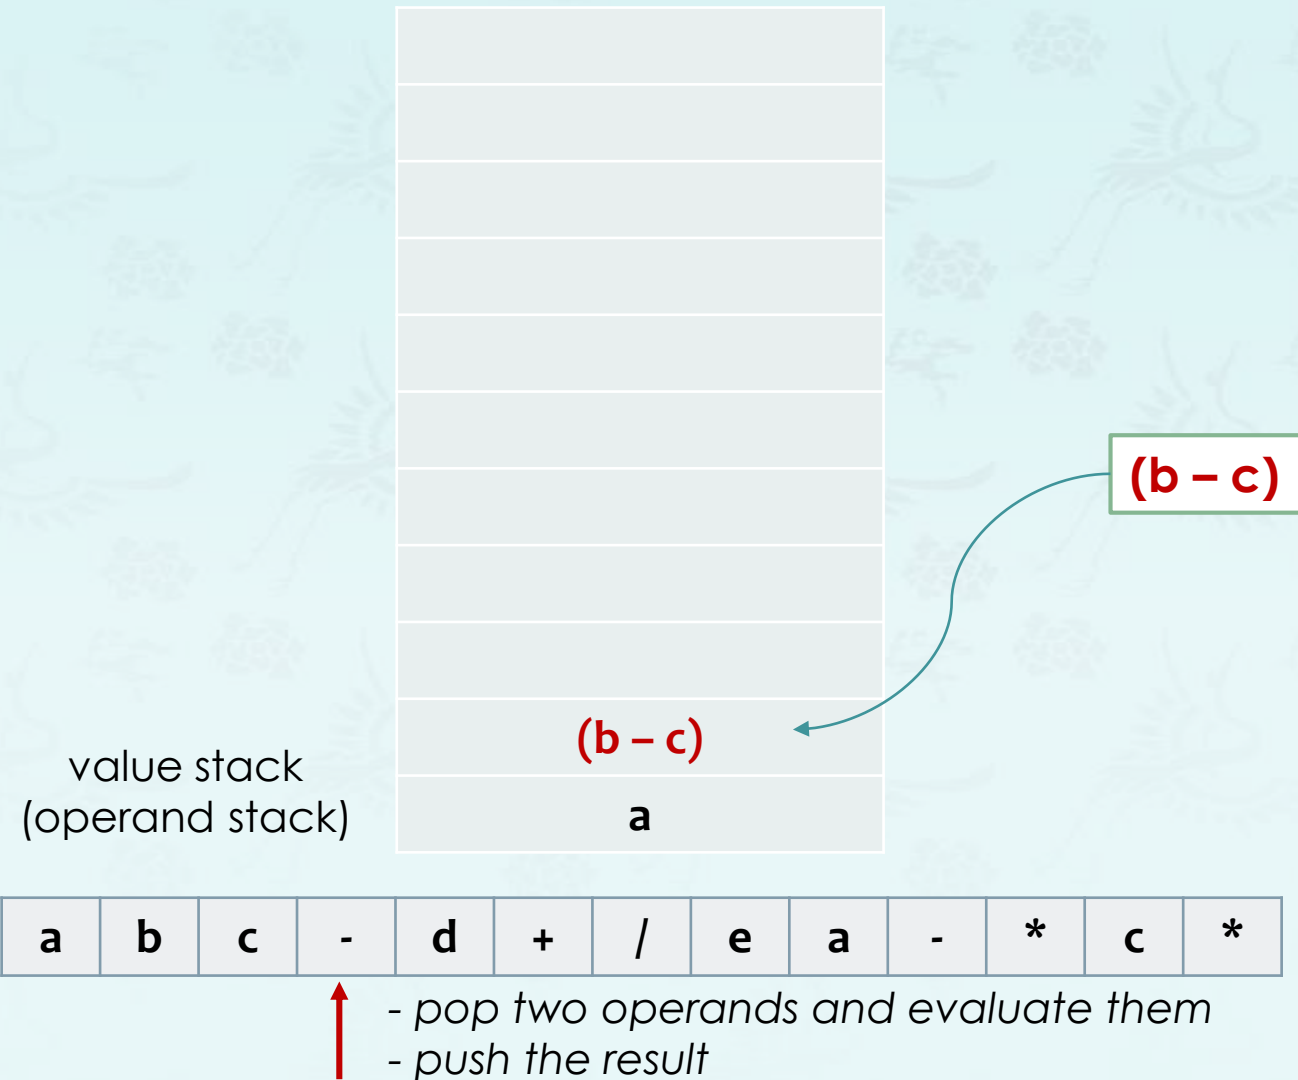 (b – c)
(b – c)
value stack
(operand stack)
a
a b c - d + / e a - * c *
- pop two operands and evaluate them
- push the result